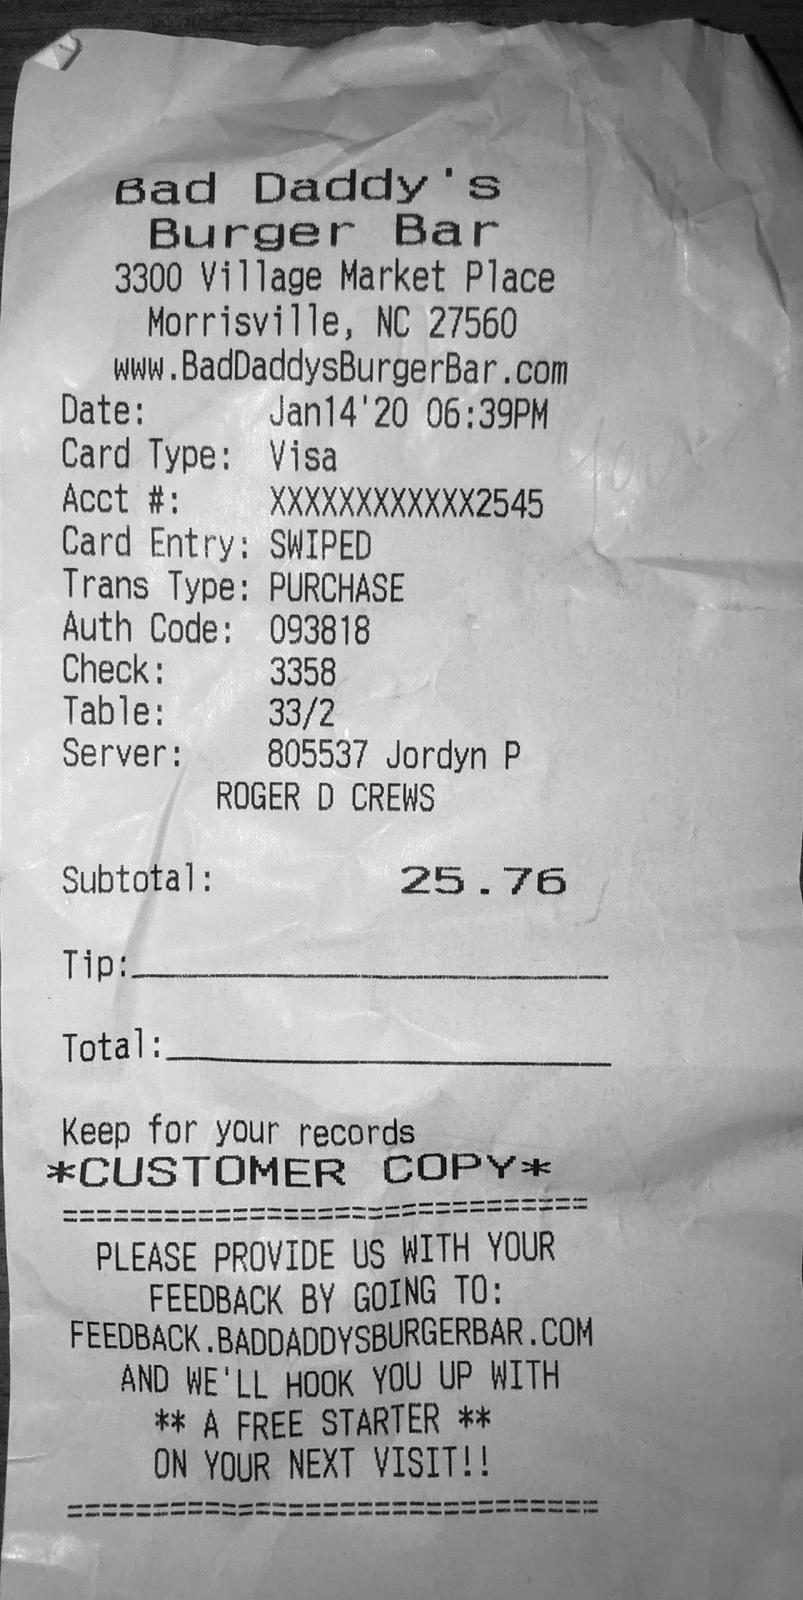 Bad Daddy's
Burger Bar
3300 Village Market Place
Morrisville, NC 27560
www.BadDaddysBurgerBar.com
Date: Jan14'20 06:39PM
Card Type: Visa
Acct #: XXXXXXXXXXXX2545
Card Entry: SWIPED
Trans Type: PURCHASE
Auth Code: 093818
Check: 3358
Table: 33/2
Server: 805537 Jordyn P
ROGER D CREWS
Subtotal: 25.76
Tip:
Total:
Keep for your records
*CUSTOMER COPY*
==============================
PLEASE PROVIDE US WITH YOUR
FEEDBACK BY GOING TO:
FEEDBACK.BADDADDYSBURGERBAR.COM
AND WE'LL HOOK YOU UP WITH
** A FREE STARTER **
ON YOUR NEXT VISIT!!
==============================